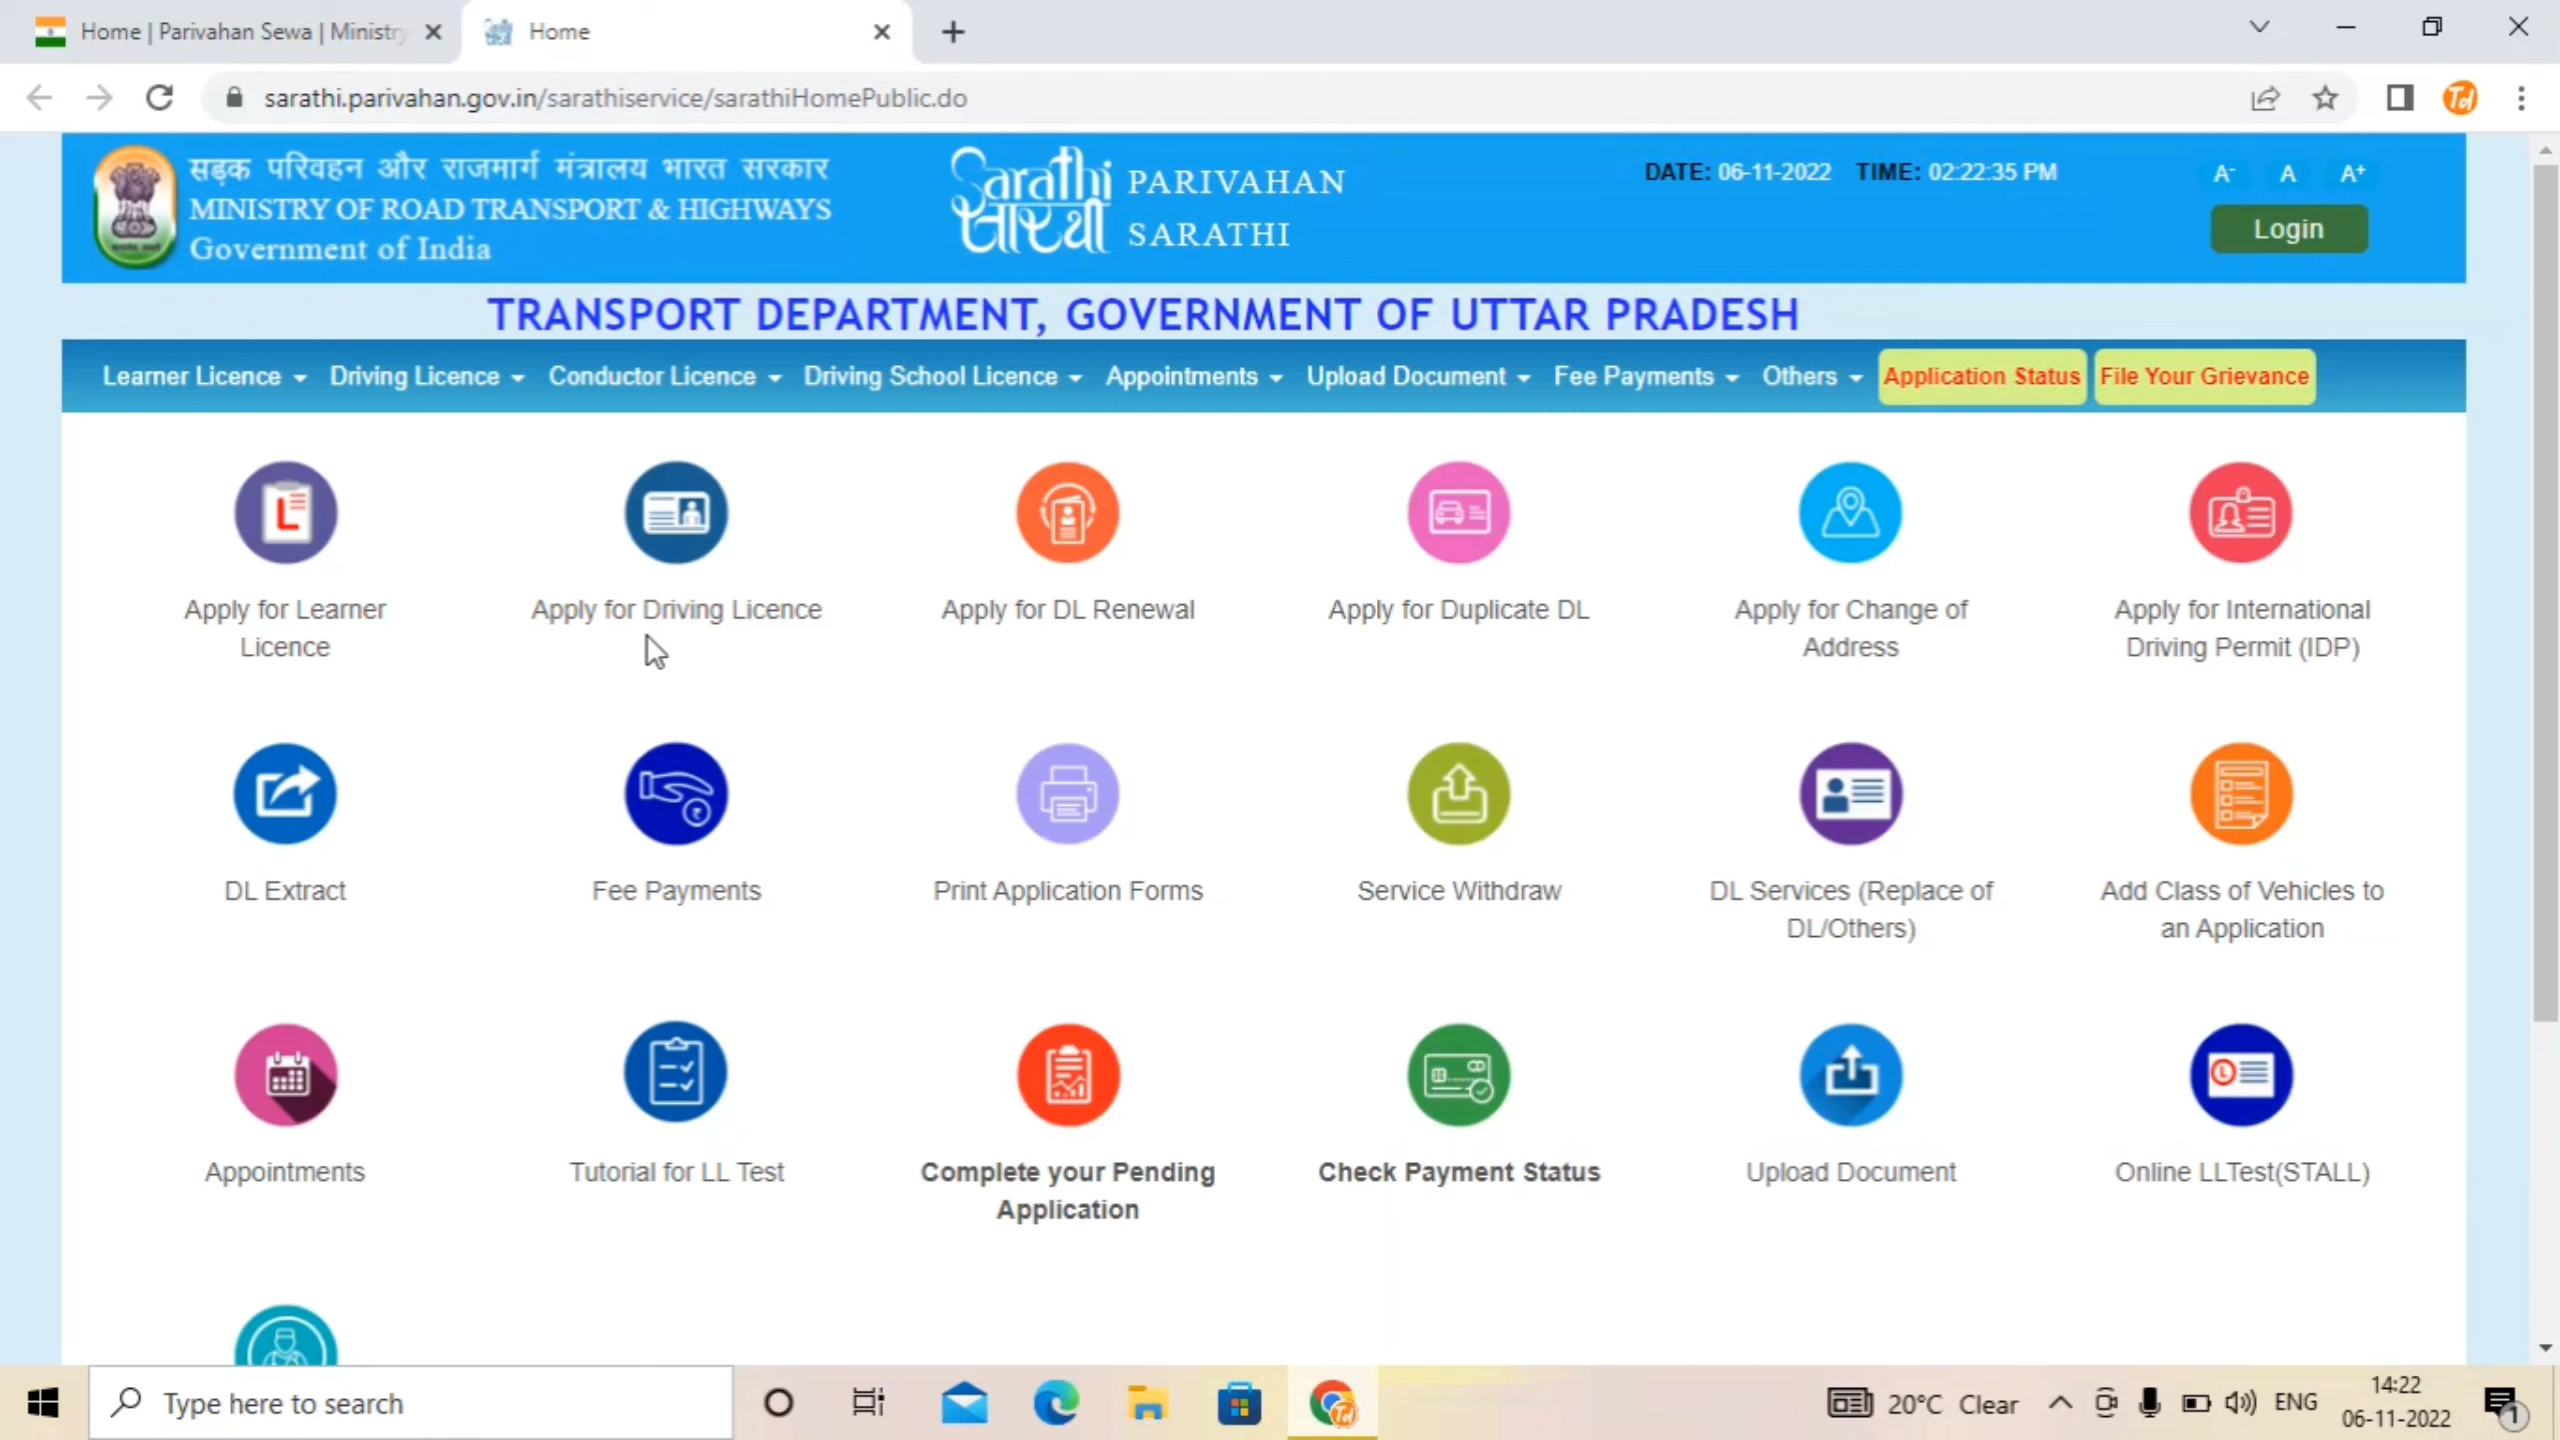 Home | Parivahan Sewa | Ministry
Home
sarathi.parivahan.gov.in/sarathiservice/sarathiHomePublic.do
सड़क परिवहन और राजमार्ग मंत्रालय भारत सरकार
MINISTRY OF ROAD TRANSPORT & HIGHWAYS
Government of India
Sarathi
सारथी
PARIVAHAN
SARATHI
DATE: 06-11-2022 TIME: 02:22:35 PM
A- A A+
Login
TRANSPORT DEPARTMENT, GOVERNMENT OF UTTAR PRADESH
Learner Licence Driving Licence Conductor Licence Driving School Licence Appointments Upload Document Fee Payments Others Application Status File Your Grievance
Apply for Learner
Licence
Apply for Driving Licence
Apply for DL Renewal
Apply for Duplicate DL
Apply for Change of
Address
Apply for International
Driving Permit (IDP)
DL Extract
Fee Payments
Print Application Forms
Service Withdraw
DL Services (Replace of
DL/Others)
Add Class of Vehicles to
an Application
Appointments
Tutorial for LL Test
Complete your Pending
Application
Check Payment Status
Upload Document
Online LLTest(STALL)
Type here to search
20°C Clear
ENG
14:22
06-11-2022
1